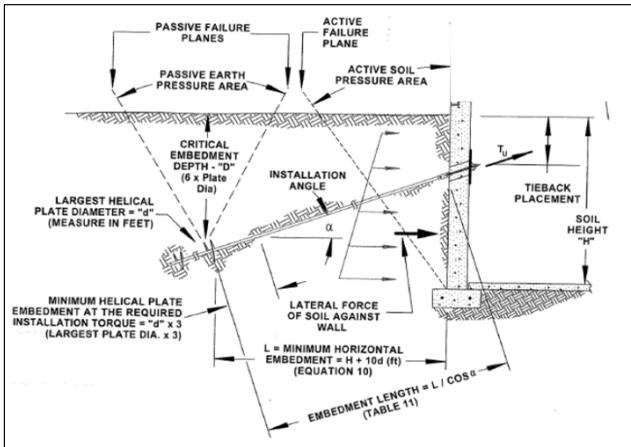 PASSIVE FAILURE
PLANES
ACTIVE
FAILURE
PLANE
PASSIVE EARTH
PRESSURE AREA
ACTIVE SOIL
PRESSURE AREA
CRITICAL
EMBEDMENT
DEPTH - "D"
(6 x Plate
Dia)
Tu
INSTALLATION
ANGLE
TIEBACK
PLACEMENT
LARGEST HELICAL
PLATE DIAMETER = "d"
(MEASURE IN FEET)
SOIL
HEIGHT
"H"
α
MINIMUM HELICAL PLATE
EMBEDMENT AT THE REQUIRED
INSTALLATION TORQUE = "d" x 3
(LARGEST PLATE DIA. x 3)
LATERAL FORCE
OF SOIL AGAINST
WALL
L = MINIMUM HORIZONTAL
EMBEDMENT = H + 10d (ft)
(EQUATION 10)
EMBEDMENT LENGTH = L / COS α
(TABLE 11)